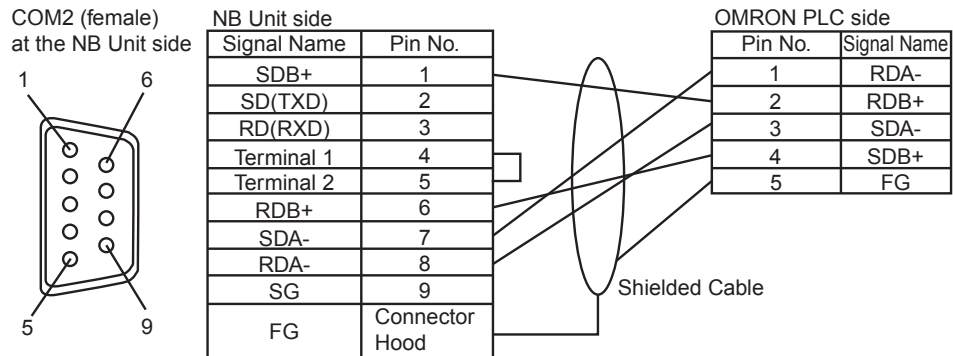 COM2 (female)
at the NB Unit side
1
6
5
9
NB Unit side
Signal Name Pin No.
SDB+ 1
SD(TXD) 2
RD(RXD) 3
Terminal 1 4
Terminal 2 5
RDB+ 6
SDA- 7
RDA- 8
SG 9
FG Connector Hood
Shielded Cable
OMRON PLC side
Pin No. Signal Name
1 RDA-
2 RDB+
3 SDA-
4 SDB+
5 FG